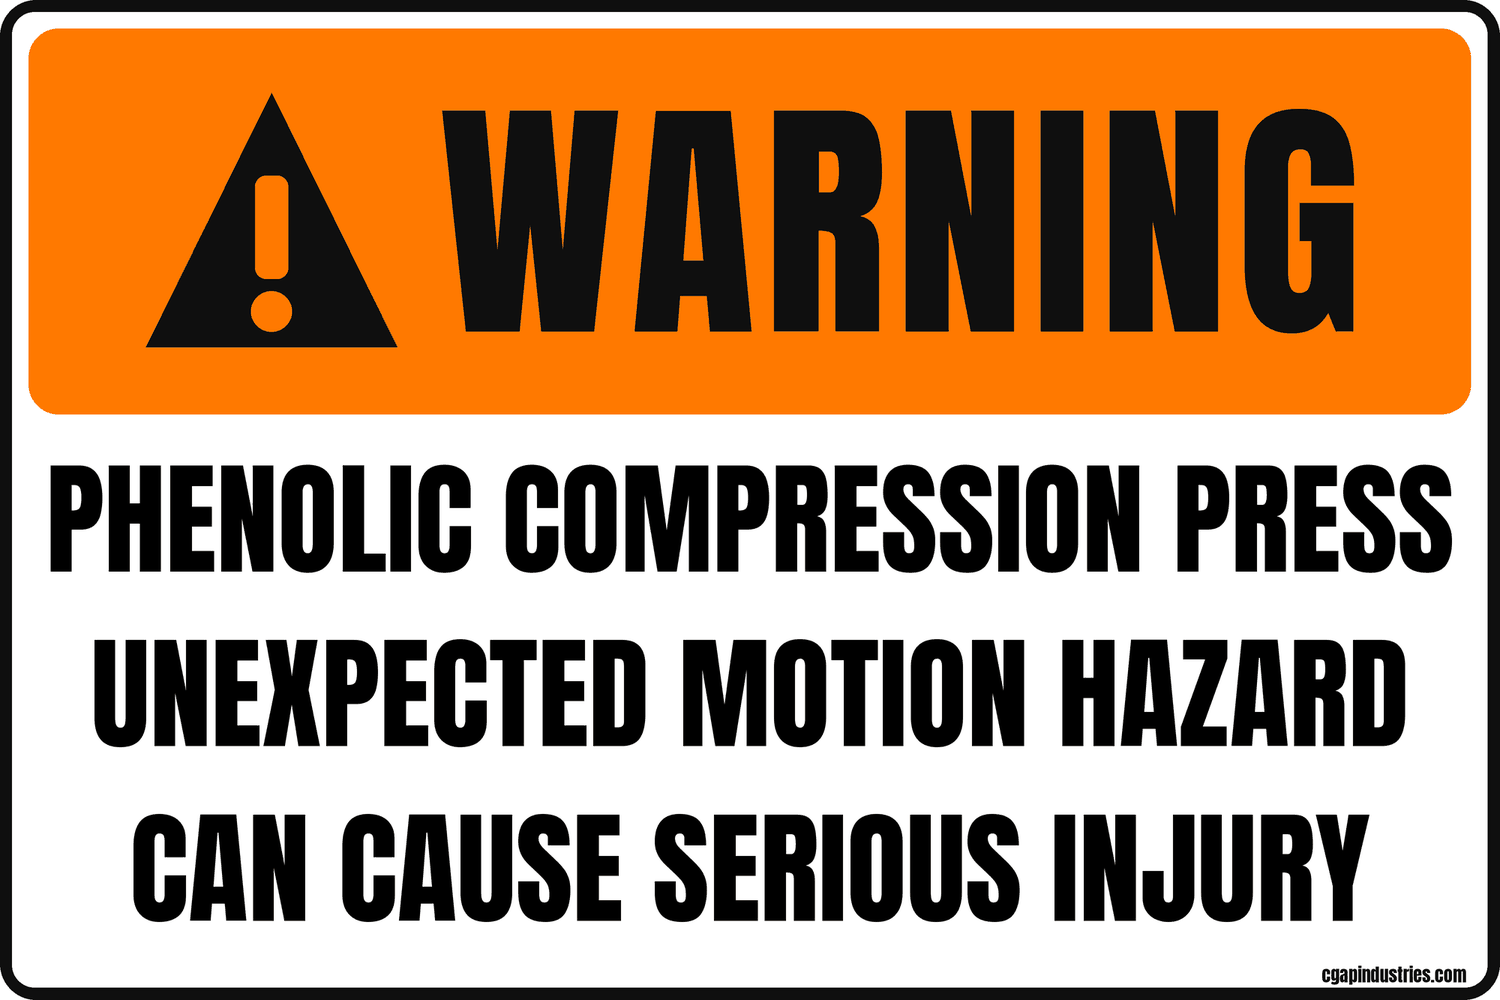 WARNING
PHENOLIC COMPRESSION PRESS
UNEXPECTED MOTION HAZARD
CAN CAUSE SERIOUS INJURY
cgapindustries.com